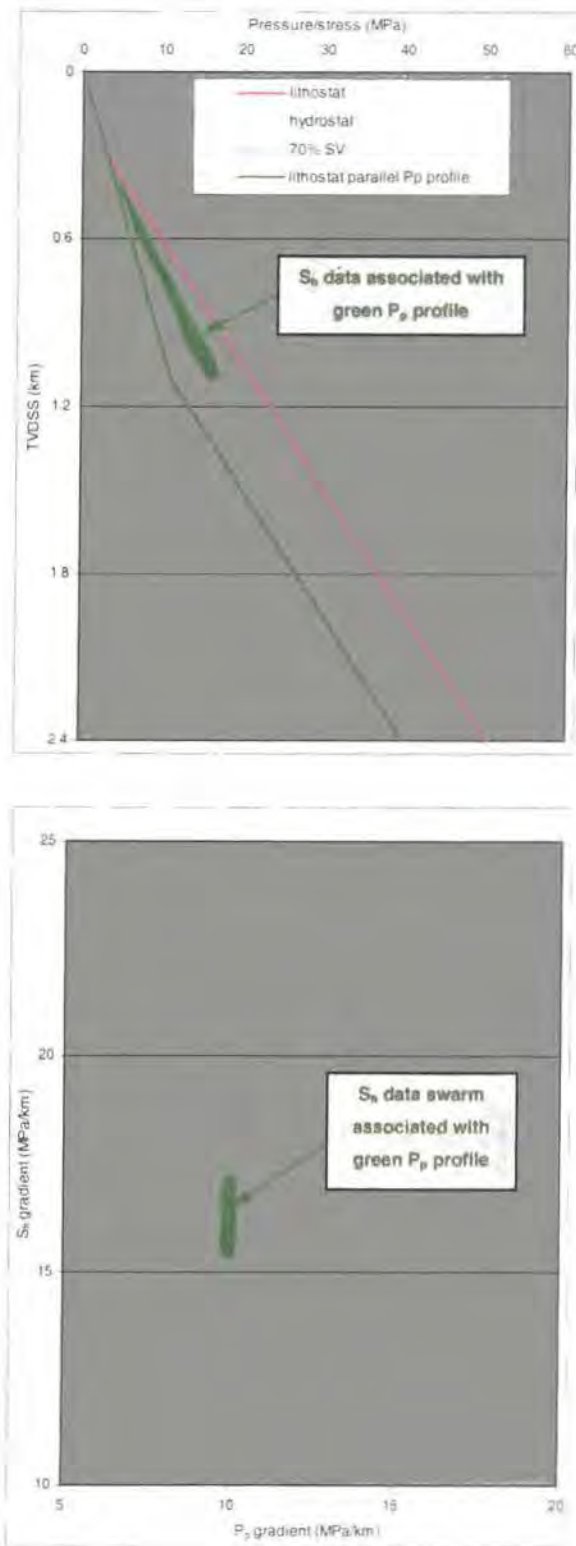 Pressure/stress (MPa)
0 10 20 30 40 50 60
0
lithostat
hydrostat
70% SV
lithostat parallel Pp profile
0.6
Sh data associated with
green Pp profile
TVDSS (km)
1.2
1.8
2.4
25
20
Sh data swarm
associated with
green Pp profile
Sh gradient (MPa/km)
15
10
5 10 15 20
Pp gradient (MPa/km)